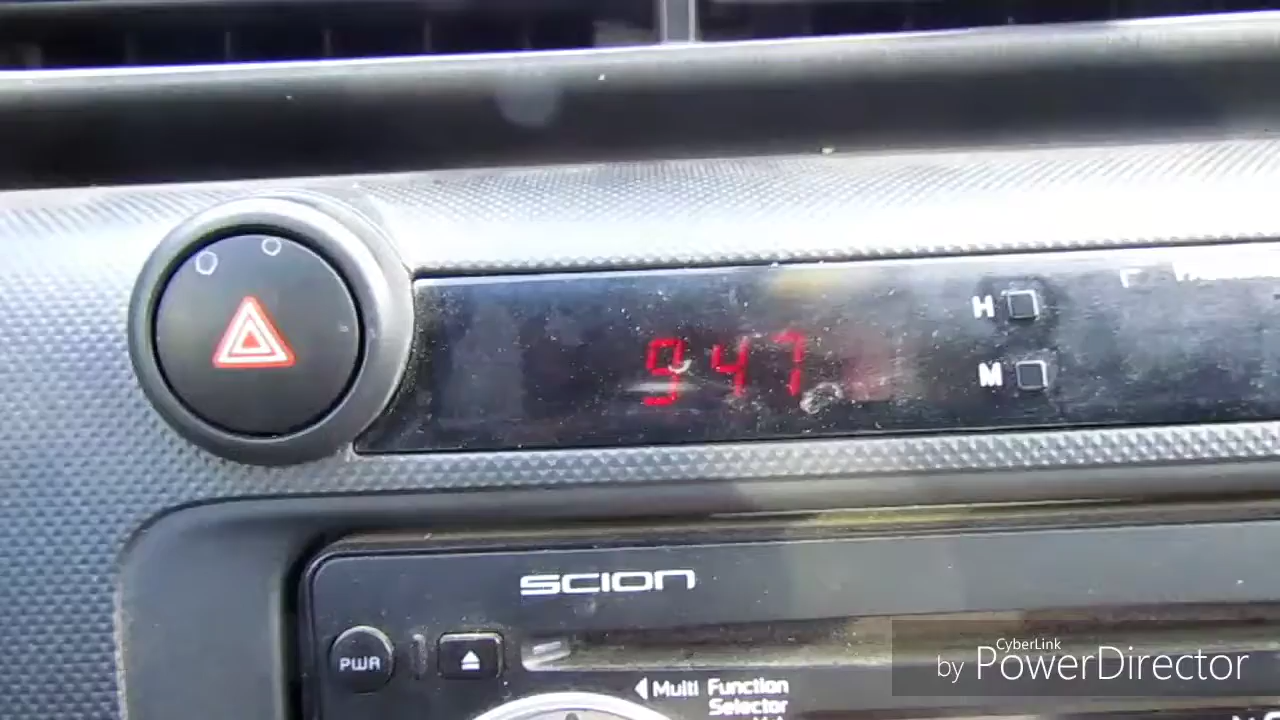 H
947
M
SCION
PWR
Multi Function
Selector
CyberLink
by PowerDirector